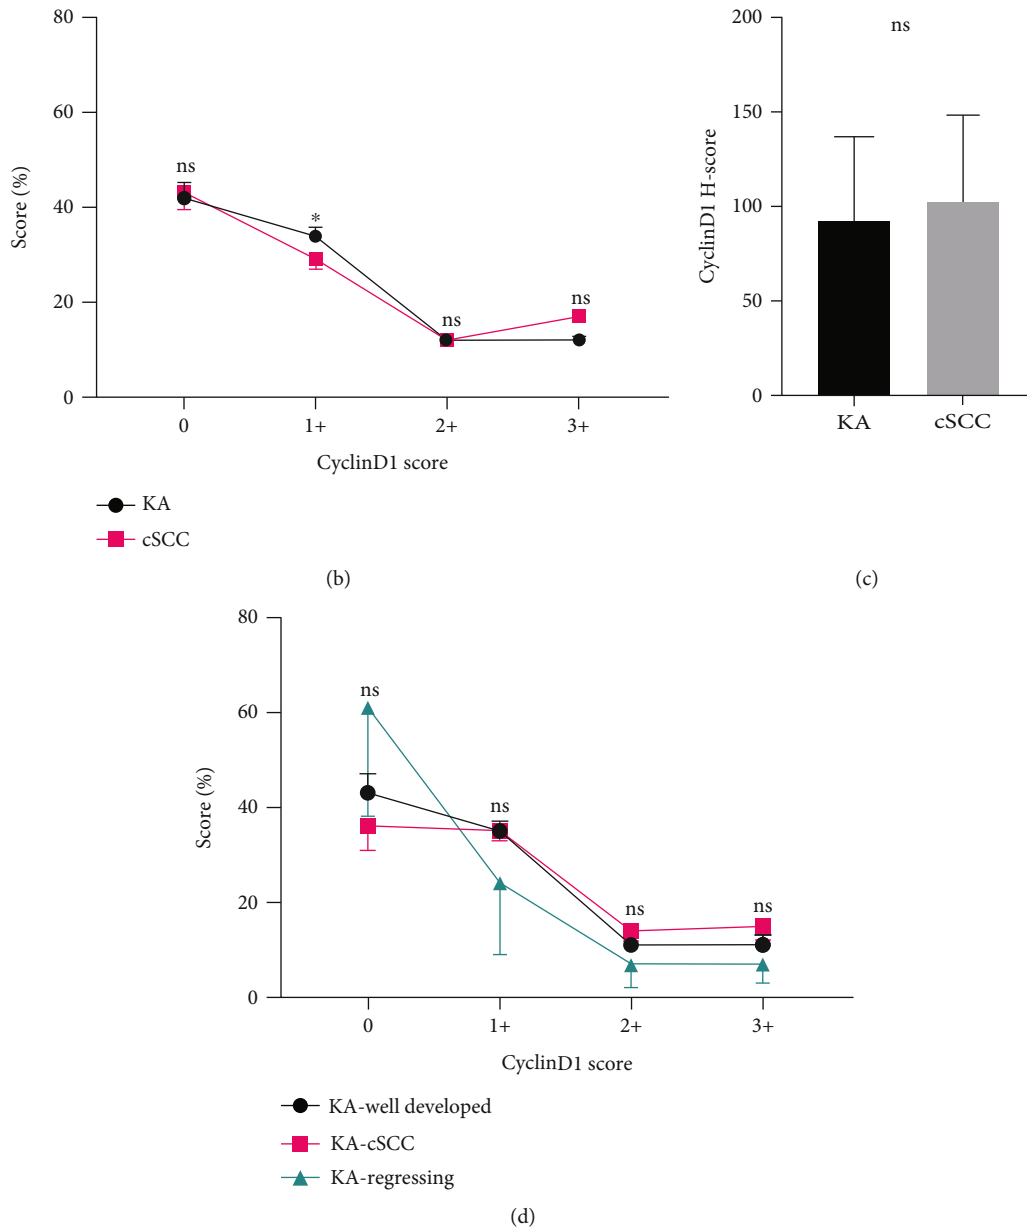 80
60
40
20
0
Score (%)
ns
*
ns
ns
0
1+
2+
3+
CyclinD1 score
KA
cSCC
(b)
200
150
100
50
0
CyclinD1 H-score
ns
KA
cSCC
(c)
80
60
40
20
0
Score (%)
ns
ns
ns
ns
0
1+
2+
3+
CyclinD1 score
KA-well developed
KA-cSCC
KA-regressing
(d)